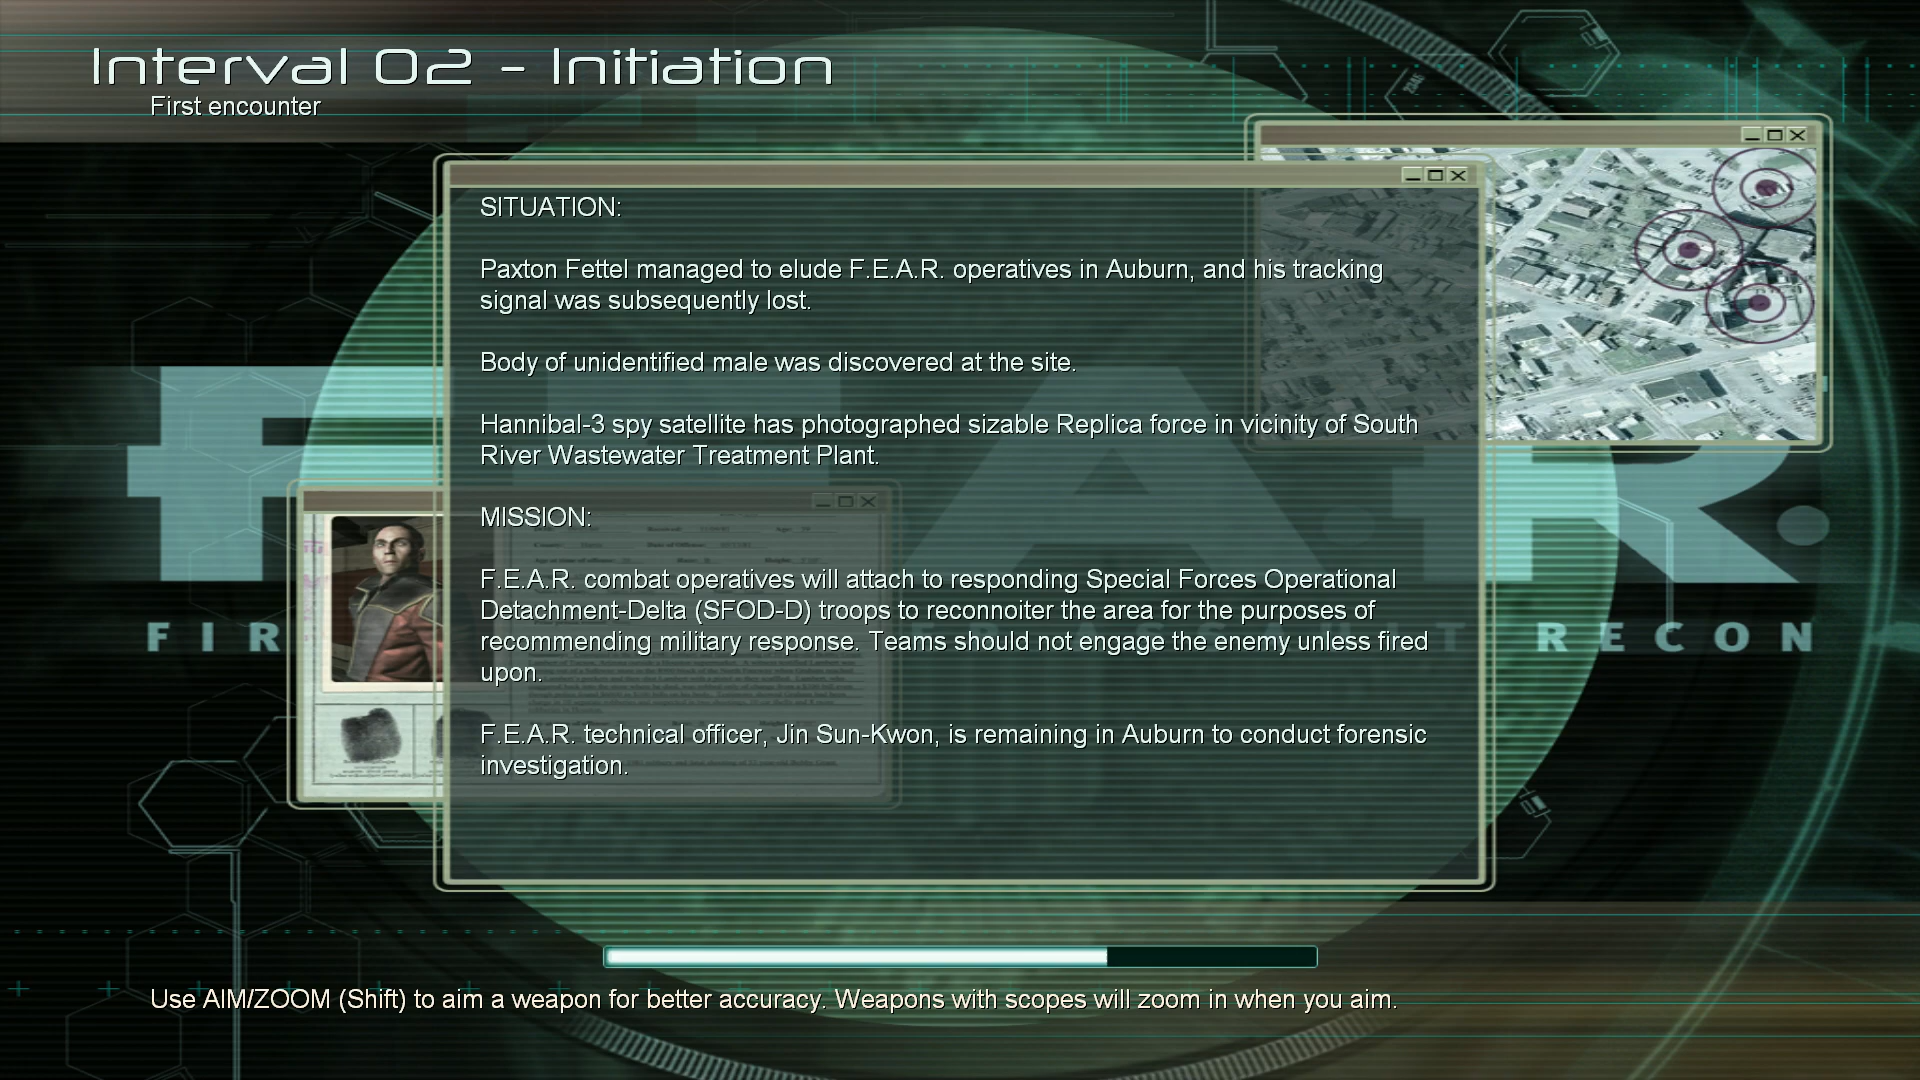 Interval 02 - Initiation
First encounter
SITUATION:
Paxton Fettel managed to elude F.E.A.R. operatives in Auburn, and his tracking
signal was subsequently lost.
Body of unidentified male was discovered at the site.
Hannibal-3 spy satellite has photographed sizable Replica force in vicinity of South
River Wastewater Treatment Plant.
MISSION:
F.E.A.R. combat operatives will attach to responding Special Forces Operational
Detachment-Delta (SFOD-D) troops to reconnoiter the area for the purposes of
recommending military response. Teams should not engage the enemy unless fired
upon.
F.E.A.R. technical officer, Jin Sun-Kwon, is remaining in Auburn to conduct forensic
investigation.
F.E.A.R.
RECON
Use AIM/ZOOM (Shift) to aim a weapon for better accuracy. Weapons with scopes will zoom in when you aim.